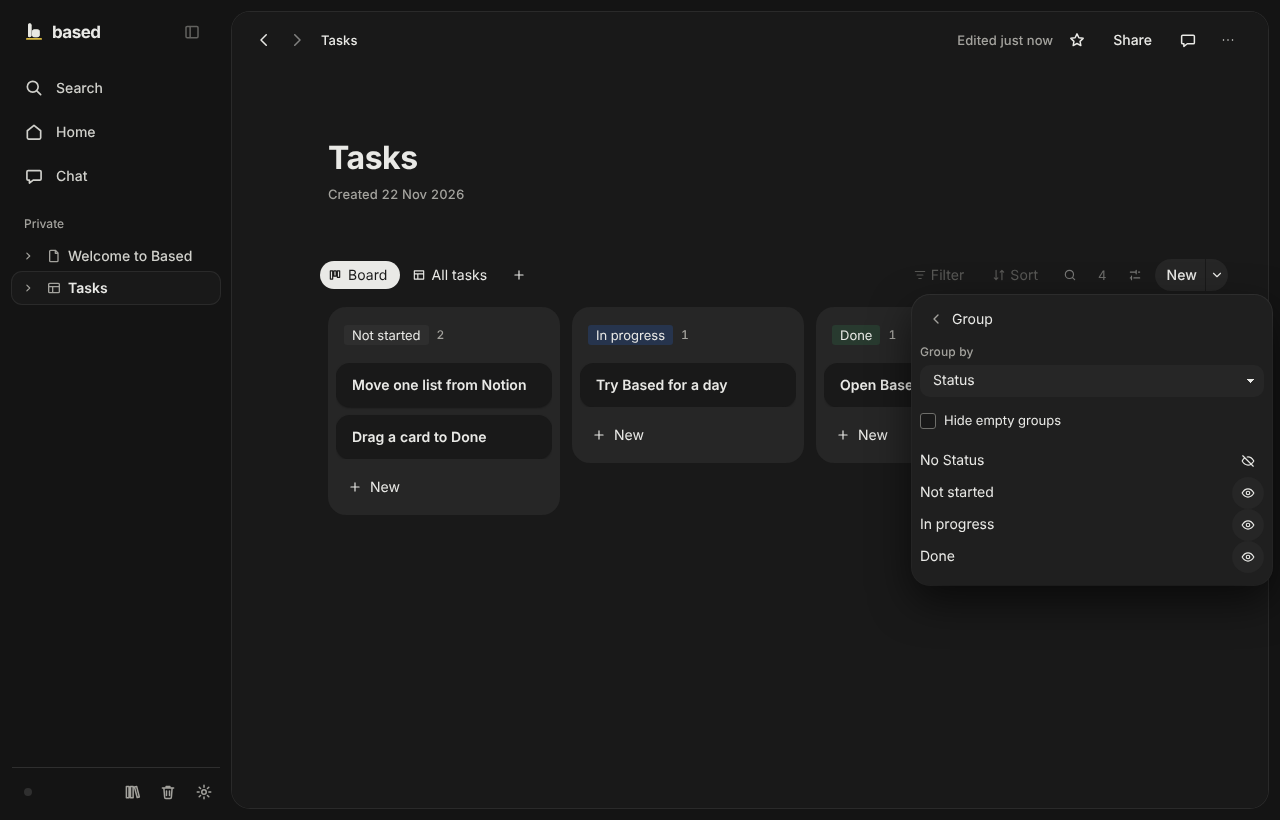 based
Search
Home
Chat
Private
Welcome to Based
Tasks
Tasks
Edited just now
Share
Tasks
Created 22 Nov 2026
Board
All tasks
Filter
Sort
4
New
Not started 2
Move one list from Notion
Drag a card to Done
New
In progress 1
Try Based for a day
New
Done 1
Open Base
New
Group
Group by
Status
Hide empty groups
No Status
Not started
In progress
Done